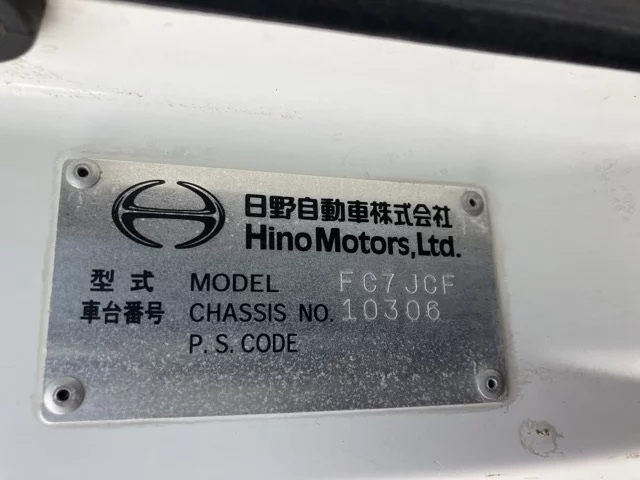 日野自動車株式会社
Hino Motors, Ltd.
型式 MODEL FC7JCF
車台番号 CHASSIS NO. 10306
P. S. CODE